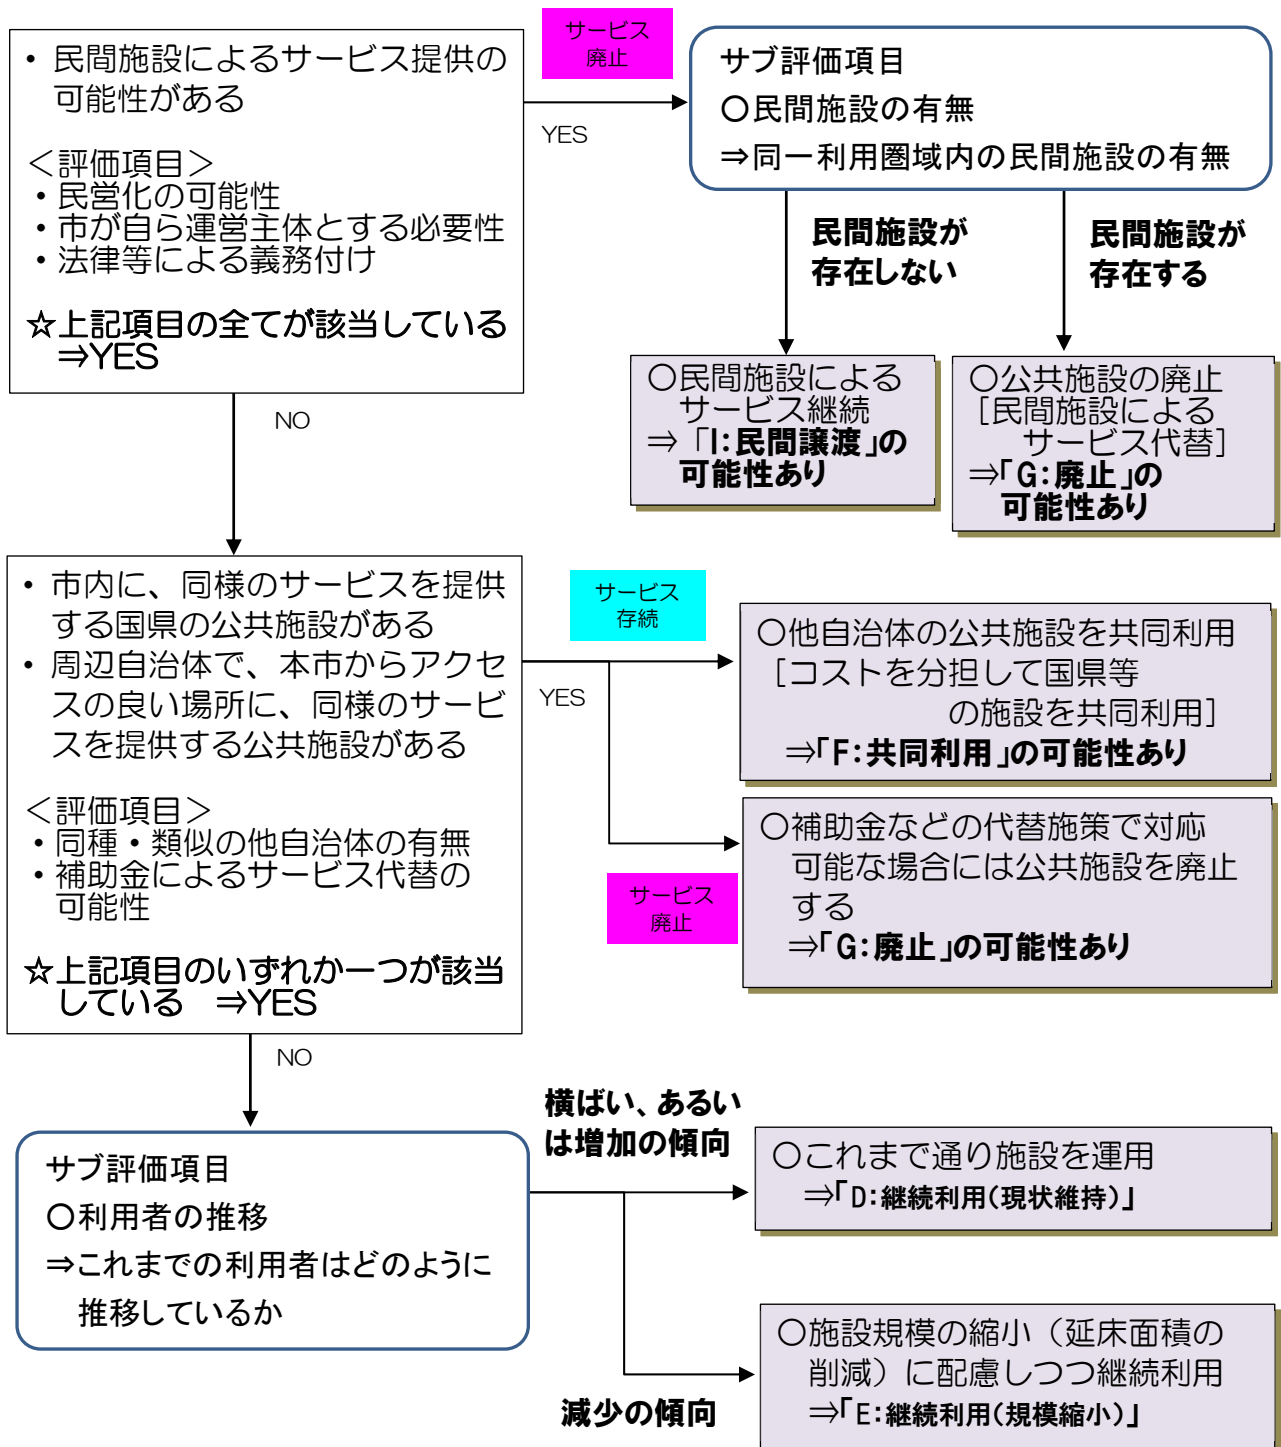 サービス
廃止
・ 民間施設によるサービス提供の
可能性がある
＜評価項目＞
・民営化の可能性
・市が自ら運営主体とする必要性
・法律等による義務付け
☆上記項目の全てが該当している
⇒YES
YES
サブ評価項目
〇民間施設の有無
⇒同一利用圏域内の民間施設の有無
民間施設が
存在しない
民間施設が
存在する
〇民間施設による
サービス継続
⇒「I：民間譲渡」の
可能性あり
〇公共施設の廃止
［民間施設による
サービス代替］
⇒「G：廃止」の
可能性あり
NO
・ 市内に、同様のサービスを提供
する国県の公共施設がある
・ 周辺自治体で、本市からアクセ
スの良い場所に、同様のサービ
スを提供する公共施設がある
＜評価項目＞
・同種・類似の他自治体の有無
・補助金によるサービス代替の
可能性
☆上記項目のいずれか一つが該当
している　⇒YES
サービス
存続
YES
〇他自治体の公共施設を共同利用
［コストを分担して国県等
の施設を共同利用］
⇒「F：共同利用」の可能性あり
サービス
廃止
〇補助金などの代替施策で対応
可能な場合には公共施設を廃止
する
⇒「G：廃止」の可能性あり
NO
サブ評価項目
〇利用者の推移
⇒これまでの利用者はどのように
推移しているか
横ばい、あるい
は増加の傾向
〇これまで通り施設を運用
⇒「D：継続利用（現状維持）」
減少の傾向
〇施設規模の縮小（延床面積の
削減）に配慮しつつ継続利用
⇒「E：継続利用（規模縮小）」